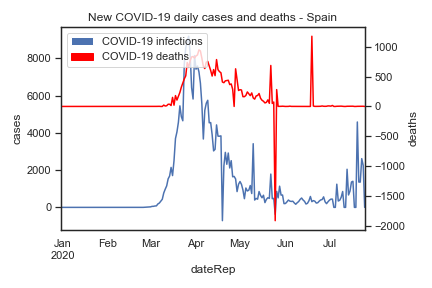 New COVID-19 daily cases and deaths - Spain
COVID-19 infections
COVID-19 deaths
8000
6000
4000
2000
0
cases
1000
500
0
−500
−1000
−1500
−2000
deaths
Jan Feb Mar Apr May Jun Jul
2020
dateRep